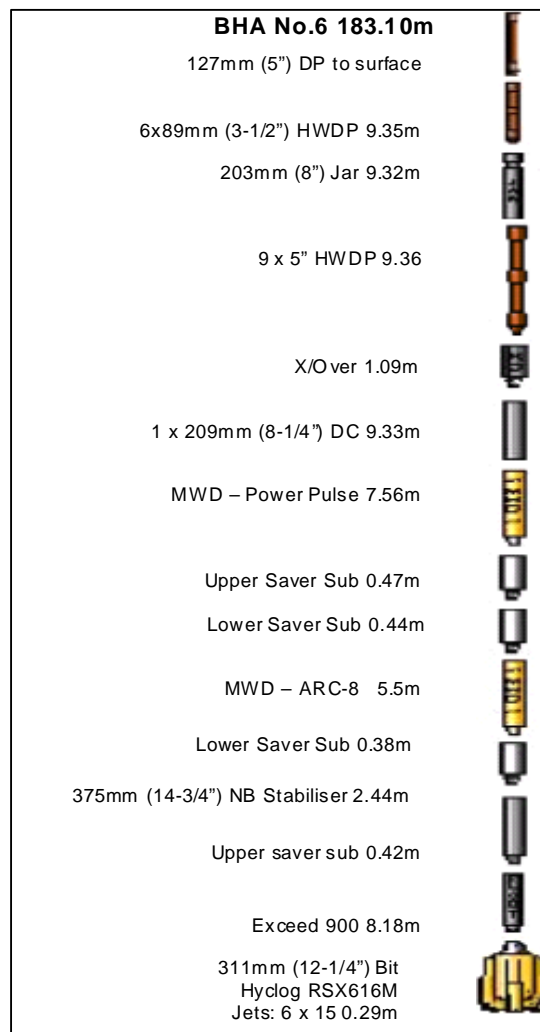 BHA No.6 183.10m
127mm (5”) DP to surface
6x89mm (3-1/2”) HWDP 9.35m
203mm (8”) Jar 9.32m
9 x 5” HWDP 9.36
X/Over 1.09m
1 x 209mm (8-1/4”) DC 9.33m
MWD – Power Pulse 7.56m
Upper Saver Sub 0.47m
Lower Saver Sub 0.44m
MWD – ARC-8 5.5m
Lower Saver Sub 0.38m
375mm (14-3/4”) NB Stabiliser 2.44m
Upper saver sub 0.42m
Exceed 900 8.18m
311mm (12-1/4”) Bit
Hyclog RSX616M
Jets: 6 x 15 0.29m